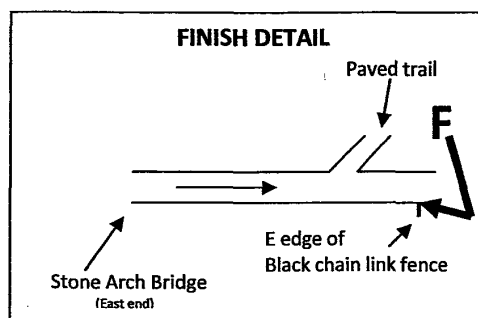 FINISH DETAIL
Paved trail
F
E edge of
Black chain link fence
Stone Arch Bridge
(East end)